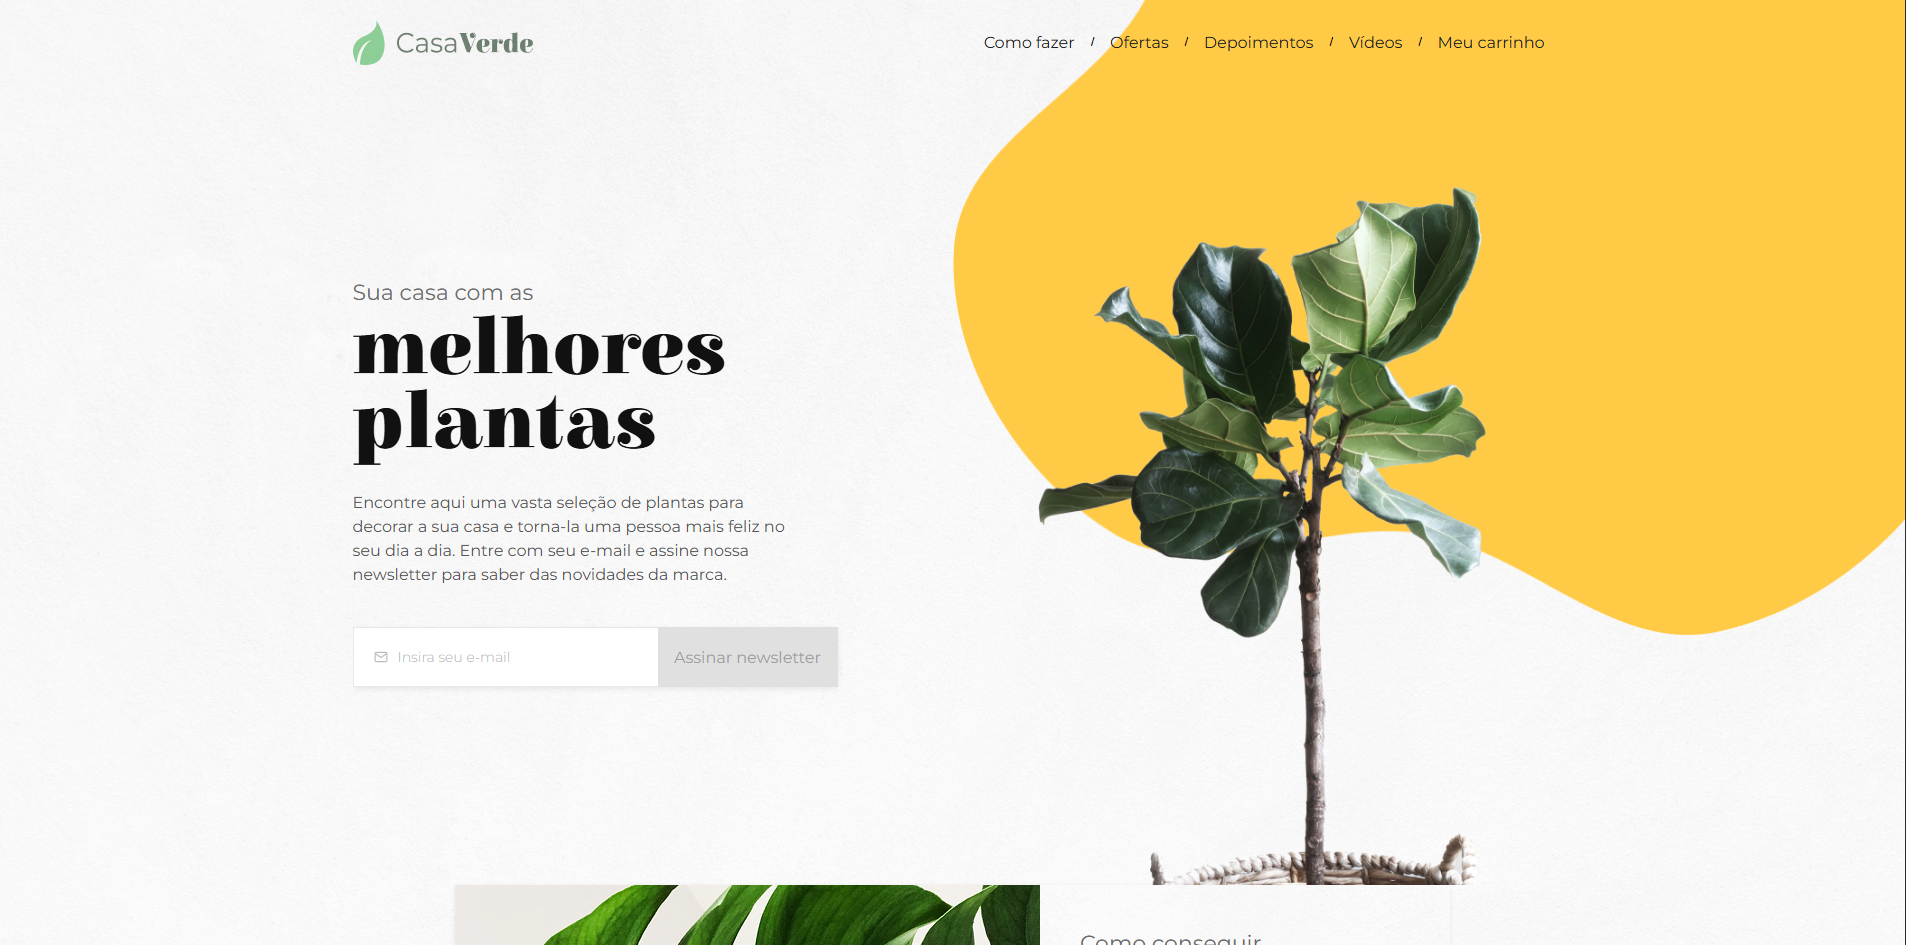 CasaVerde
Como fazer / Ofertas / Depoimentos / Vídeos / Meu carrinho
Sua casa com as
melhores
plantas
Encontre aqui uma vasta seleção de plantas para
decorar a sua casa e torna-la uma pessoa mais feliz no
seu dia a dia. Entre com seu e-mail e assine nossa
newsletter para saber das novidades da marca.
Insira seu e-mail
Assinar newsletter
Como conseguir